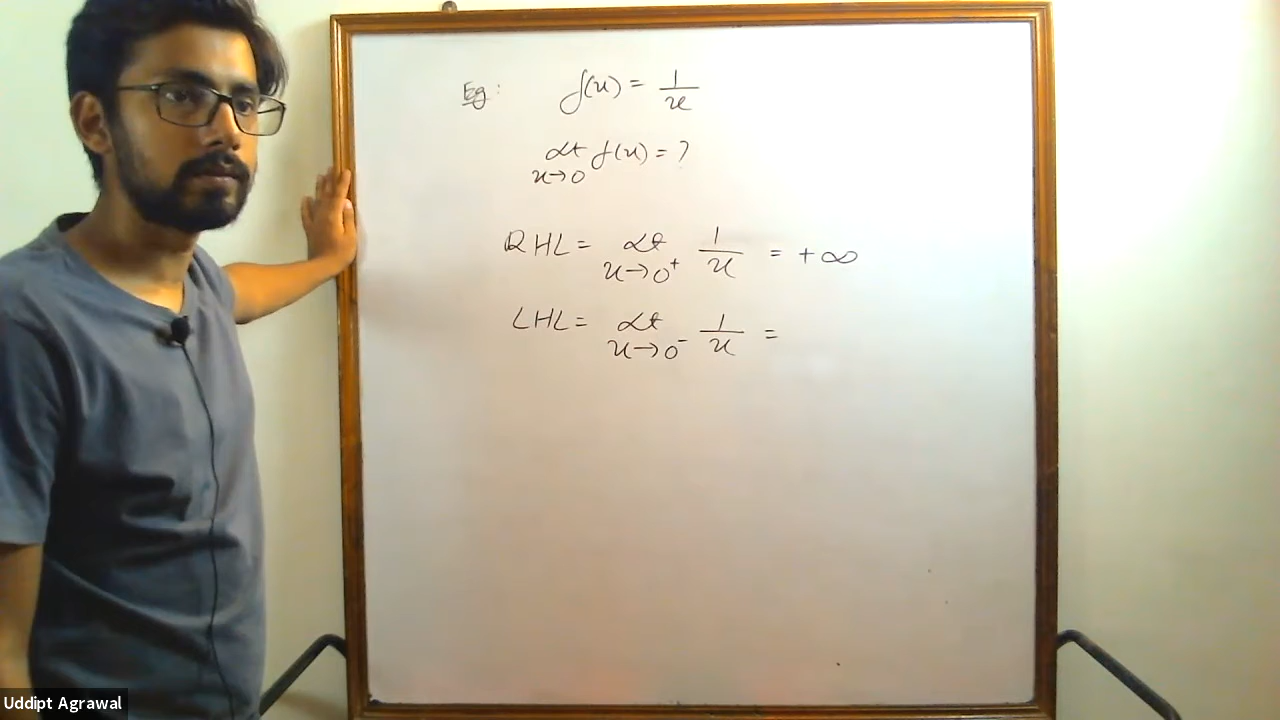 Eg: f(x) = 1/x
Lt x→0 f(x) = ?
RHL = Lt x→0⁺ 1/x = +∞
LHL = Lt x→0⁻ 1/x =
Uddipt Agrawal